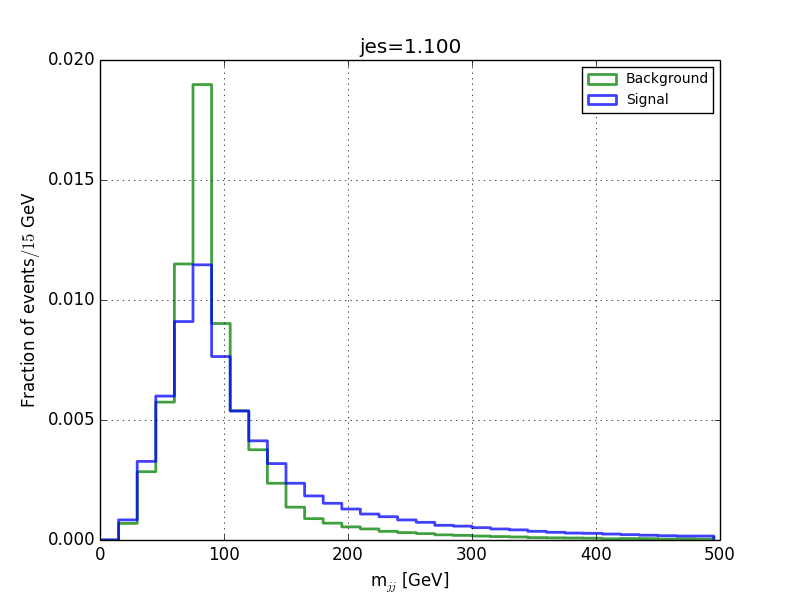 jes=1.100
Background
Signal
0.020
0.015
0.010
0.005
0.000
Fraction of events/15 GeV
0 100 200 300 400 500
m_jj [GeV]